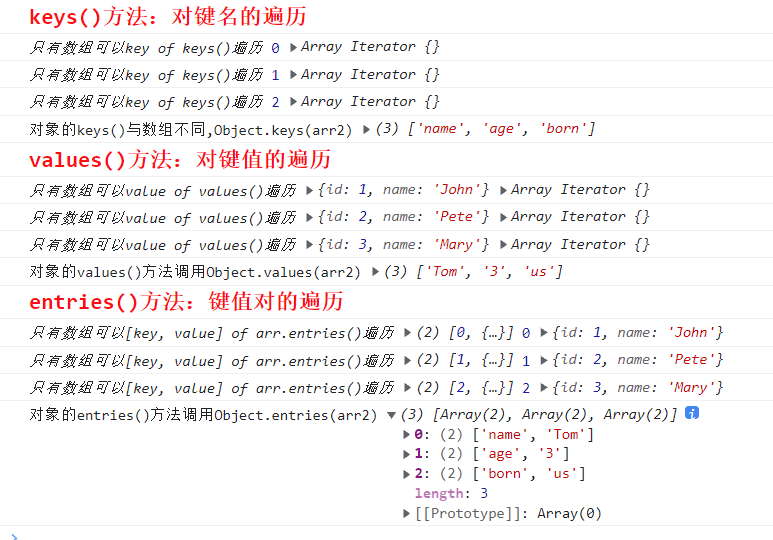 keys()方法: 对键名的遍历
只有数组可以key of keys()遍历 0 ▶Array Iterator {}
只有数组可以key of keys()遍历 1 ▶Array Iterator {}
只有数组可以key of keys()遍历 2 ▶Array Iterator {}
对象的keys()与数组不同,Object.keys(arr2) ▶(3) ['name', 'age', 'born']
values()方法: 对键值的遍历
只有数组可以value of values()遍历 ▶{id: 1, name: 'John'} ▶Array Iterator {}
只有数组可以value of values()遍历 ▶{id: 2, name: 'Pete'} ▶Array Iterator {}
只有数组可以value of values()遍历 ▶{id: 3, name: 'Mary'} ▶Array Iterator {}
对象的values()方法调用Object.values(arr2) ▶(3) ['Tom', '3', 'us']
entries()方法: 键值对的遍历
只有数组可以[key, value] of arr.entries()遍历 ▶(2) [0, {…}] 0 ▶{id: 1, name: 'John'}
只有数组可以[key, value] of arr.entries()遍历 ▶(2) [1, {…}] 1 ▶{id: 2, name: 'Pete'}
只有数组可以[key, value] of arr.entries()遍历 ▶(2) [2, {…}] 2 ▶{id: 3, name: 'Mary'}
对象的entries()方法调用Object.entries(arr2) ▼(3) [Array(2), Array(2), Array(2)] i
▶0: (2) ['name', 'Tom']
▶1: (2) ['age', '3']
▶2: (2) ['born', 'us']
length: 3
▶[[Prototype]]: Array(0)